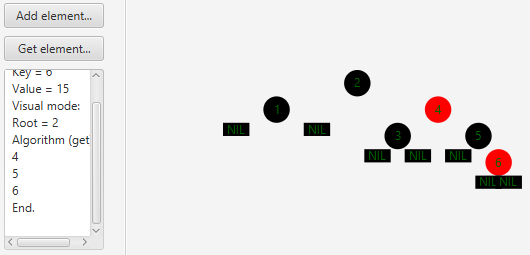 Add element...
Get element...
Key = 6
Value = 15
Visual mode:
Root = 2
Algorithm (get
4
5
6
End.
2
1
4
NIL
NIL
3
5
NIL
NIL
NIL
6
NIL NIL